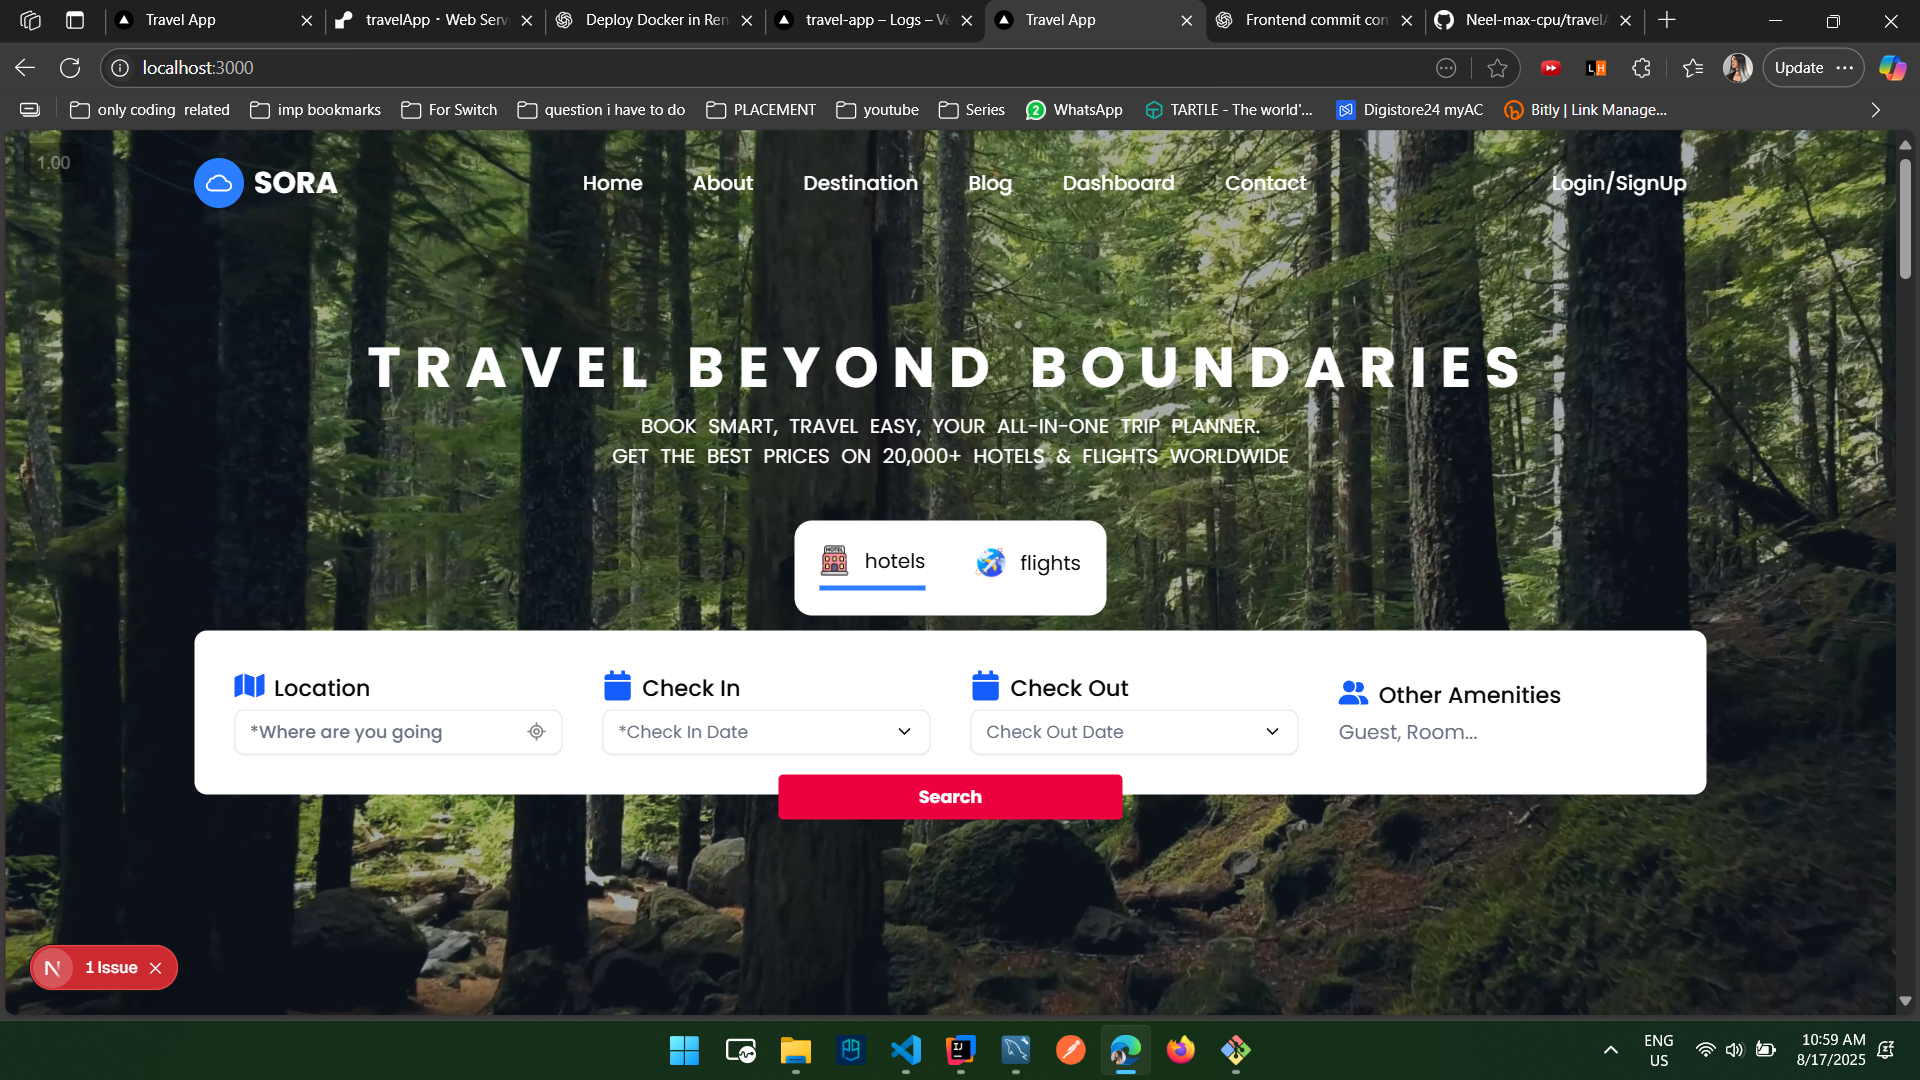 Travel App
travelApp · Web Serv
Deploy Docker in Ren
travel-app – Logs – Ve
Travel App
Frontend commit con
Neel-max-cpu/travelA
localhost:3000
Update
only coding related
imp bookmarks
For Switch
question i have to do
PLACEMENT
youtube
Series
2
WhatsApp
TARTLE - The world'...
Digistore24 myAC
Bitly | Link Manage...
1.00
SORA
Home
About
Destination
Blog
Dashboard
Contact
Login/SignUp
TRAVEL BEYOND BOUNDARIES
BOOK SMART, TRAVEL EASY, YOUR ALL-IN-ONE TRIP PLANNER.
GET THE BEST PRICES ON 20,000+ HOTELS & FLIGHTS WORLDWIDE
HOTEL
hotels
flights
Location
*Where are you going
Check In
*Check In Date
Check Out
Check Out Date
Other Amenities
Guest, Room...
Search
N
1 Issue
ENG
US
10:59 AM
8/17/2025